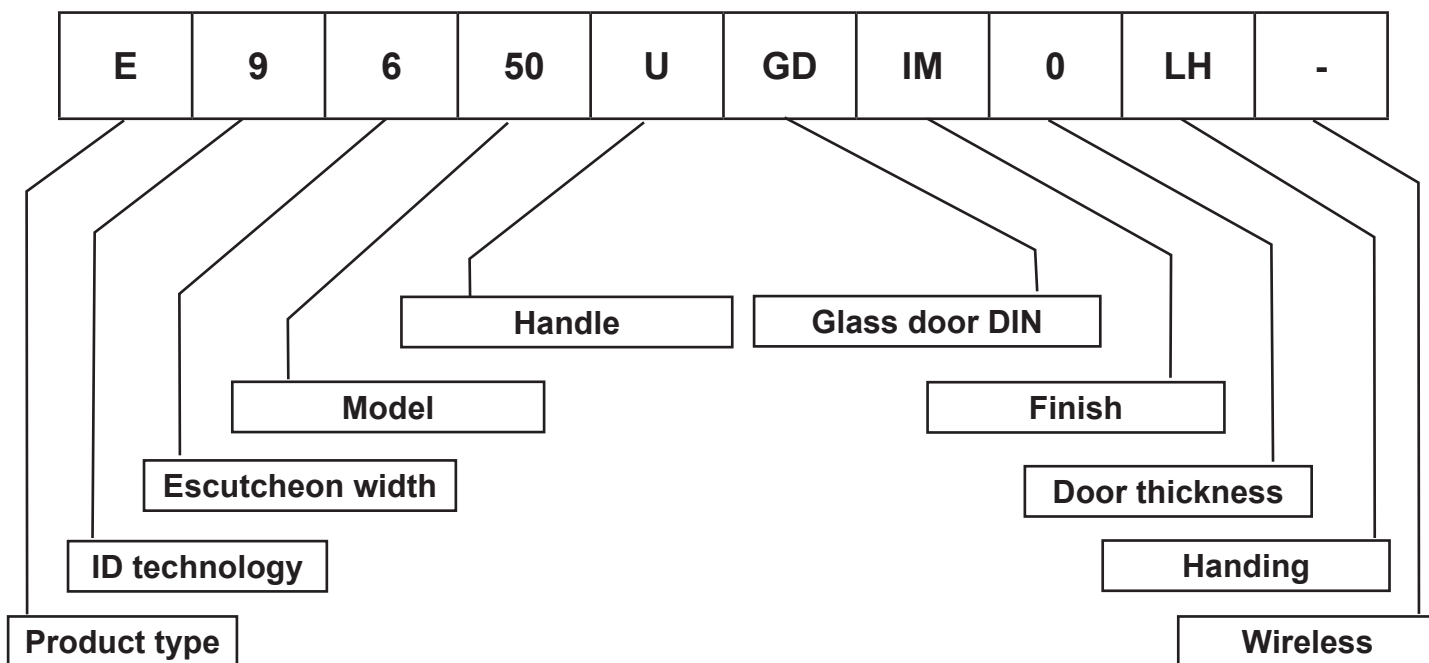 E 9 6 50 U GD IM 0 LH -
Handle Glass door DIN
Model Finish
Escutcheon width Door thickness
ID technology Handing
Product type Wireless